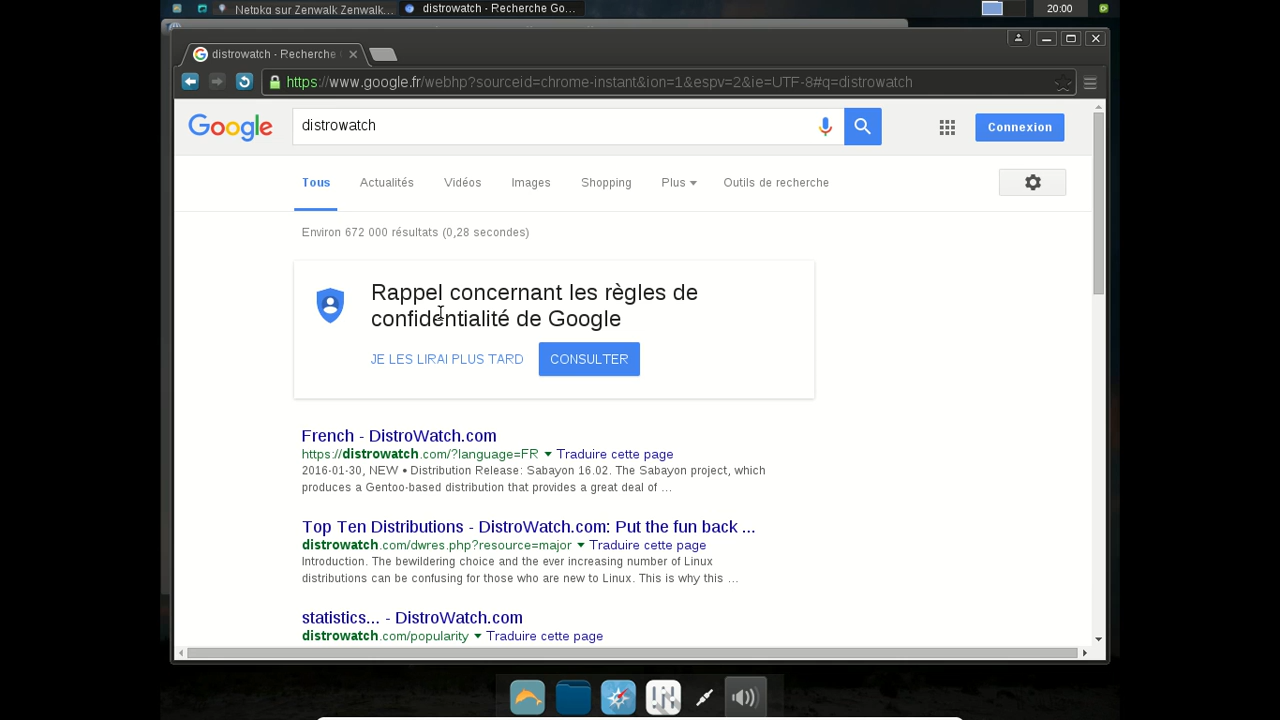 Netpkg sur Zenwalk Zenwalk...
distrowatch - Recherche Go...
20:00
distrowatch - Recherche
https://www.google.fr/webhp?sourceid=chrome-instant&ion=1&espv=2&ie=UTF-8#q=distrowatch
Google
distrowatch
Connexion
Tous Actualités Vidéos Images Shopping Plus Outils de recherche
Environ 672 000 résultats (0,28 secondes)
Rappel concernant les règles de
confidentialité de Google
JE LES LIRAI PLUS TARD CONSULTER
French - DistroWatch.com
https://distrowatch.com/?language=FR Traduire cette page
2016-01-30, NEW • Distribution Release: Sabayon 16.02. The Sabayon project, which
produces a Gentoo-based distribution that provides a great deal of ...
Top Ten Distributions - DistroWatch.com: Put the fun back ...
distrowatch.com/dwres.php?resource=major Traduire cette page
Introduction. The bewildering choice and the ever increasing number of Linux
distributions can be confusing for those who are new to Linux. This is why this ...
statistics... - DistroWatch.com
distrowatch.com/popularity Traduire cette page